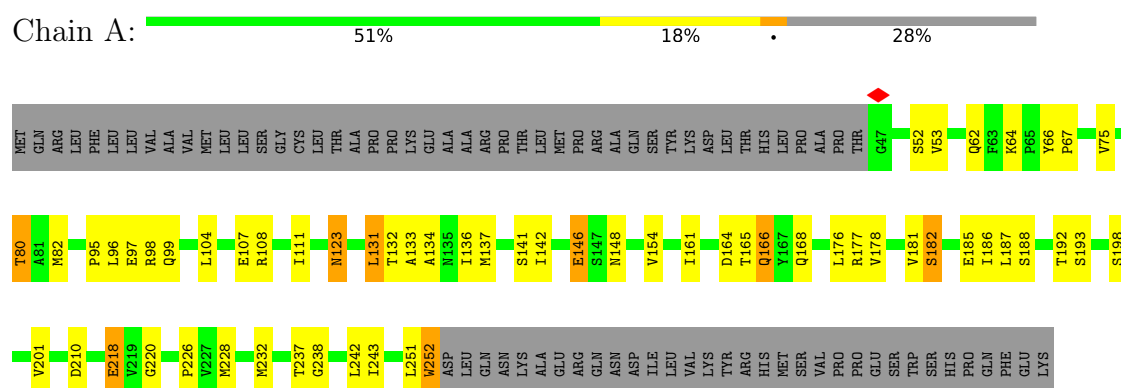 Chain A:
51% 18% • 28%
MET GLN ARG LEU PHE LEU LEU VAL ALA VAL MET LEU LEU SER GLY CYS LEU THR ALA PRO PRO LYS GLU ALA ALA ARG PRO THR LEU MET PRO ARG ALA GLN SER TYR LYS ASP LEU THR HIS LEU PRO ALA PRO THR G47 S52 V53 Q62 F63 K64 P65 Y66 P67 V75
T80 A81 M82 P95 L96 E97 R98 Q99 L104 E107 R108 I111 N123 L131 T132 A133 A134 N135 I136 M137 S141 I142 E146 S147 N148 V154 I161 D164 T165 Q166 Y167 Q168 L176 R177 V178 V181 S182 E185 I186 L187 S188 T192 S193 S198
V201 D210 E218 V219 G220 P226 V227 M228 M232 T237 G238 L242 I243 L251 W252 ASP LEU GLN ASN LYS ALA GLU ARG GLN ASN ASP ILE LEU VAL LYS TYR ARG HIS MET SER VAL PRO PRO GLU SER TRP SER HIS PRO GLN PHE GLU LYS